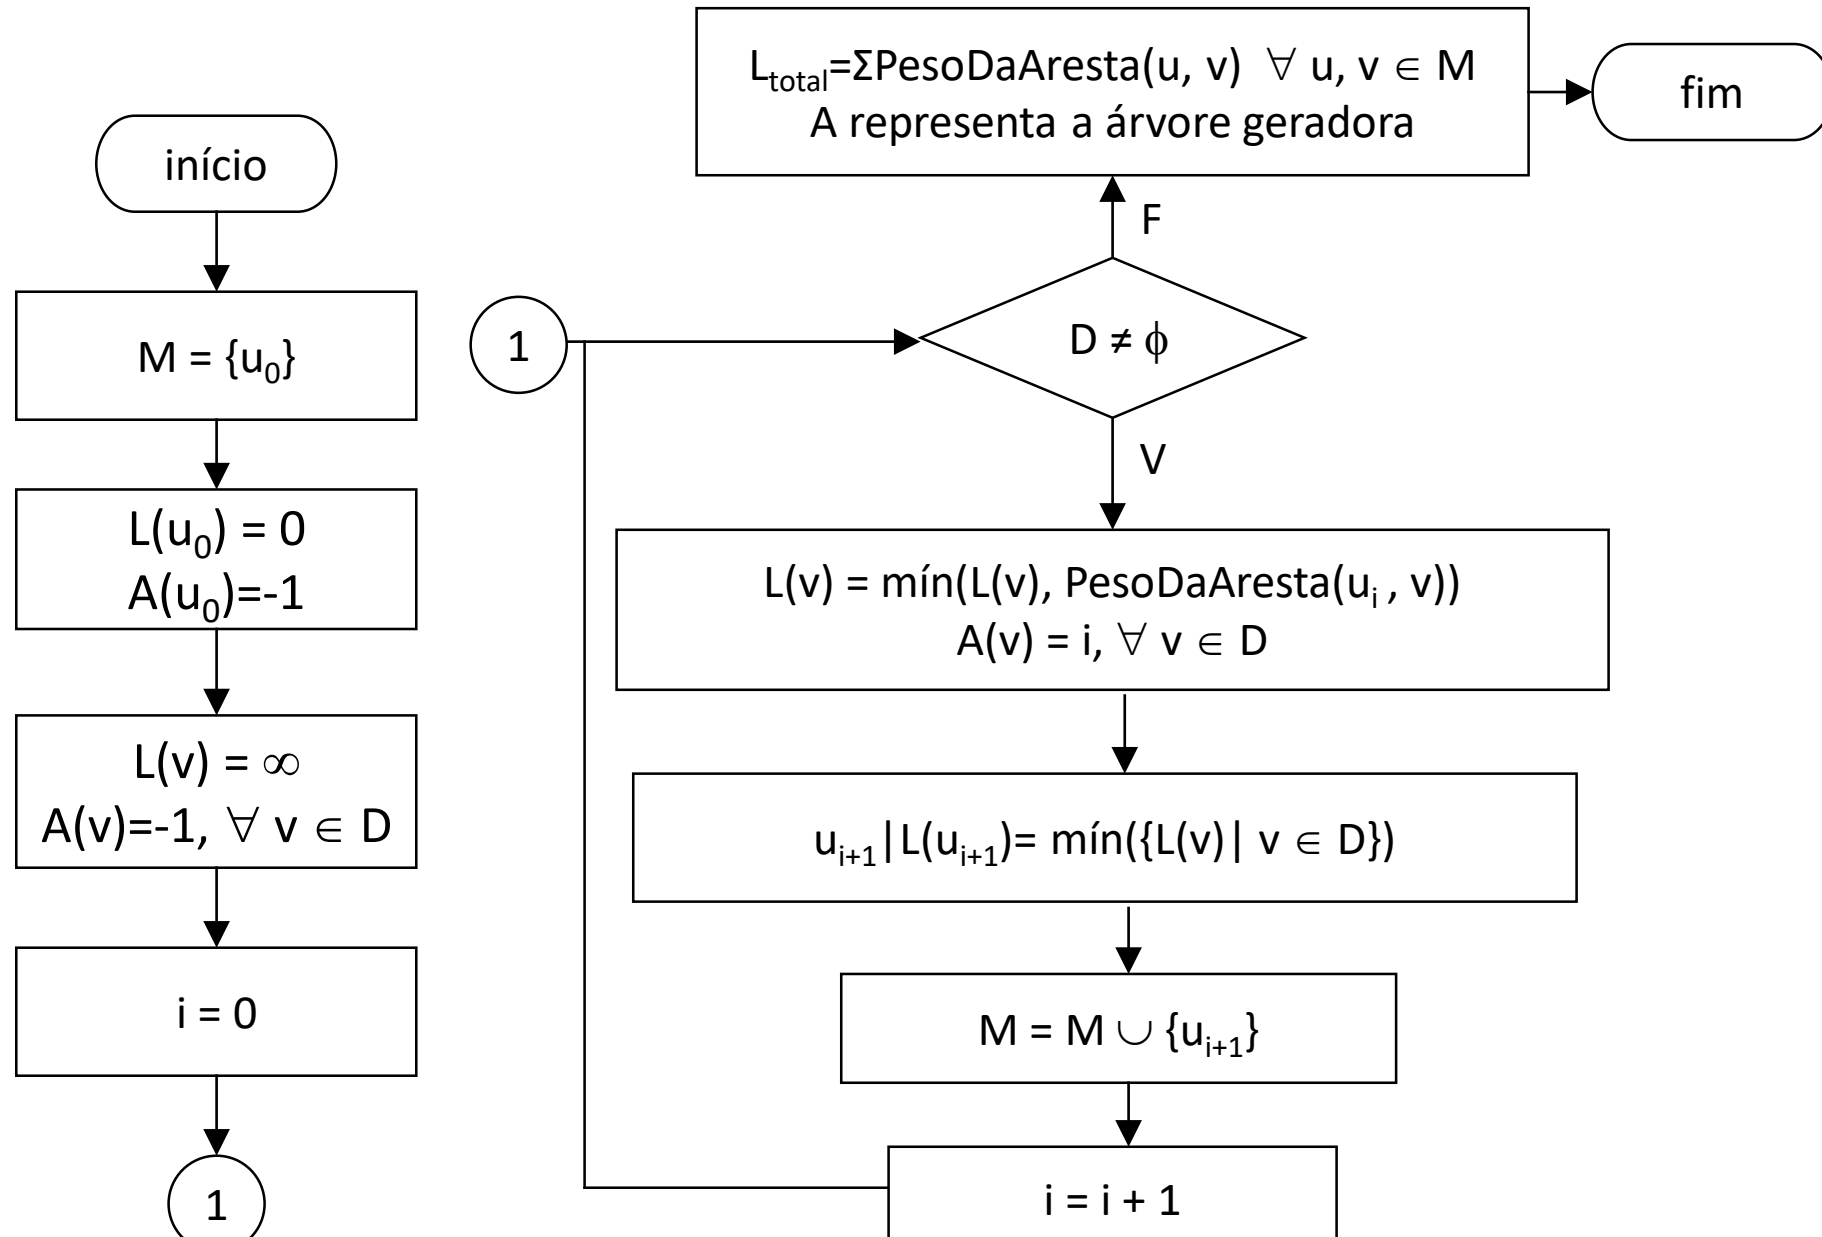 início
M = {u₀}
L(u₀) = 0
A(u₀)=-1
L(v) = ∞
A(v)=-1, ∀ v ∈ D
i = 0
1
1
D ≠ ϕ
F
L_total=ΣPesoDaAresta(u, v) ∀ u, v ∈ M
A representa a árvore geradora
fim
V
L(v) = mín(L(v), PesoDaAresta(uᵢ , v))
A(v) = i, ∀ v ∈ D
uᵢ₊₁|L(uᵢ₊₁)= mín({L(v)| v ∈ D})
M = M ∪ {uᵢ₊₁}
i = i + 1